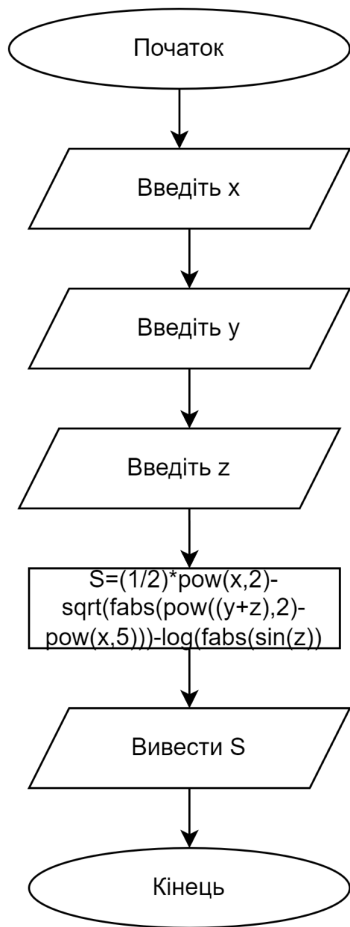 Початок
Введіть x
Введіть y
Введіть z
S=(1/2)*pow(x,2)-
sqrt(fabs(pow((y+z),2)-
pow(x,5)))-log(fabs(sin(z))
Вивести S
Кінець